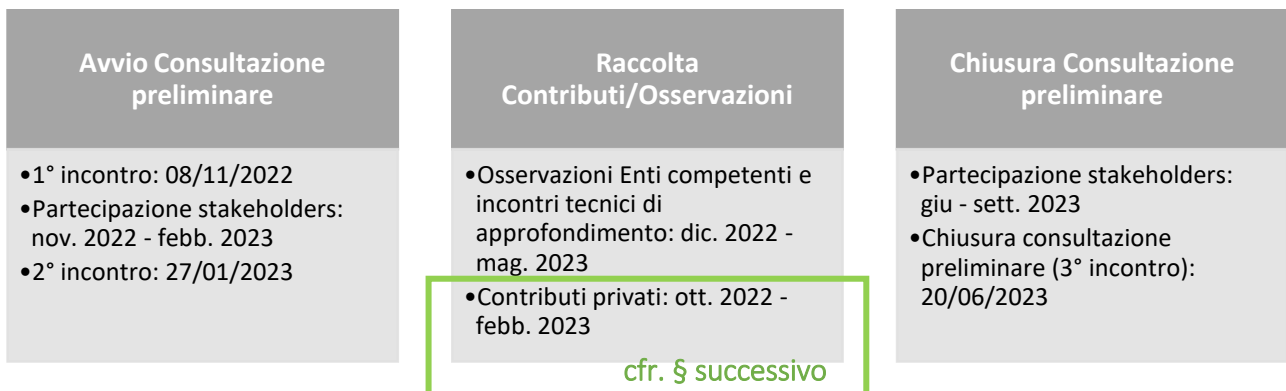 Avvio Consultazione
preliminare
•1° incontro: 08/11/2022
•Partecipazione stakeholders:
nov. 2022 - febb. 2023
•2° incontro: 27/01/2023
Raccolta
Contributi/Osservazioni
•Osservazioni Enti competenti e
incontri tecnici di
approfondimento: dic. 2022 -
mag. 2023
•Contributi privati: ott. 2022 -
febb. 2023
cfr. § successivo
Chiusura Consultazione
preliminare
•Partecipazione stakeholders:
giu - sett. 2023
•Chiusura consultazione
preliminare (3° incontro):
20/06/2023